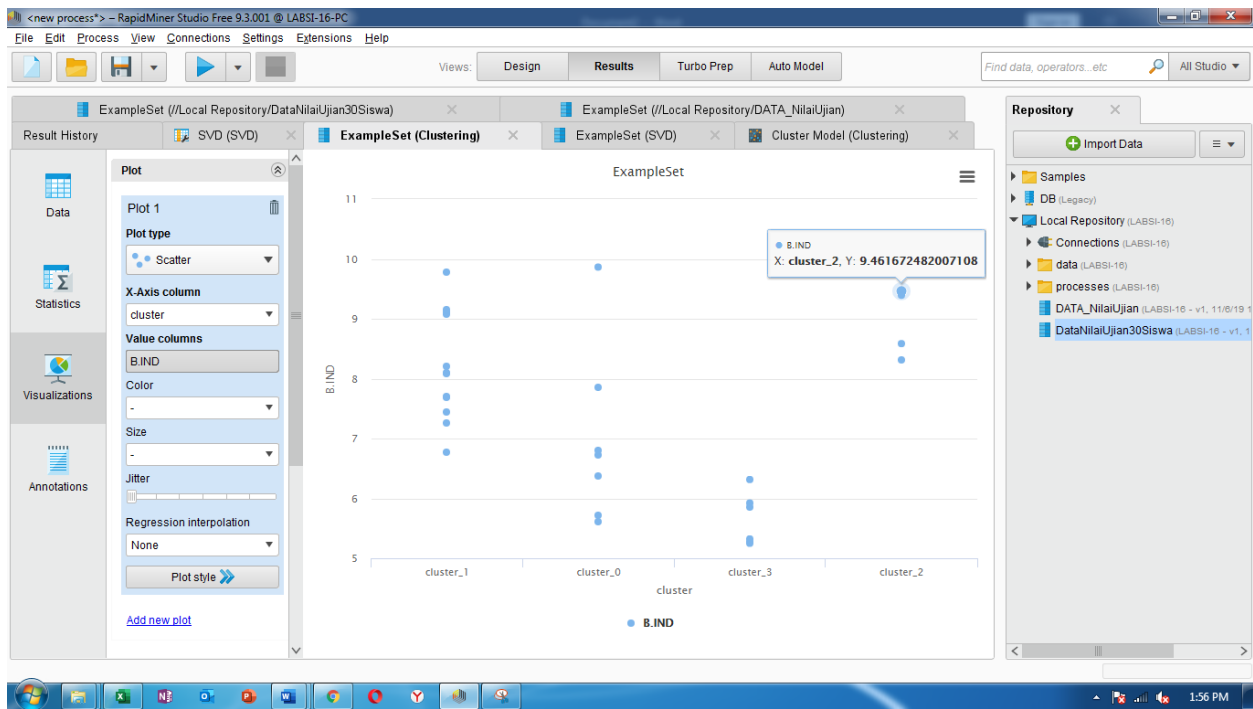 <new process*> – RapidMiner Studio Free 9.3.001 @ LABSI-16-PC
File Edit Process View Connections Settings Extensions Help
Views: Design Results Turbo Prep Auto Model
Find data, operators...etc All Studio
ExampleSet (//Local Repository/DataNilaiUjian30Siswa) ExampleSet (//Local Repository/DATA_NilaiUjian)
Result History SVD (SVD) ExampleSet (Clustering) ExampleSet (SVD) Cluster Model (Clustering)
Data
Statistics
Visualizations
Annotations
Plot
Plot 1
Plot type
Scatter
X-Axis column
cluster
Value columns
B.IND
Color
-
Size
-
Jitter
Regression interpolation
None
Plot style
Add new plot
ExampleSet
B.IND
11
10
9
8
7
6
5
B.IND
X: cluster_2, Y: 9.461672482007108
cluster_1 cluster_0 cluster_3 cluster_2
cluster
B.IND
Repository
Import Data
Samples
DB (Legacy)
Local Repository (LABSI-16)
Connections (LABSI-16)
data (LABSI-16)
processes (LABSI-16)
DATA_NilaiUjian (LABSI-16 - v1, 11/6/19 1
DataNilaiUjian30Siswa (LABSI-16 - v1, 1
1:56 PM